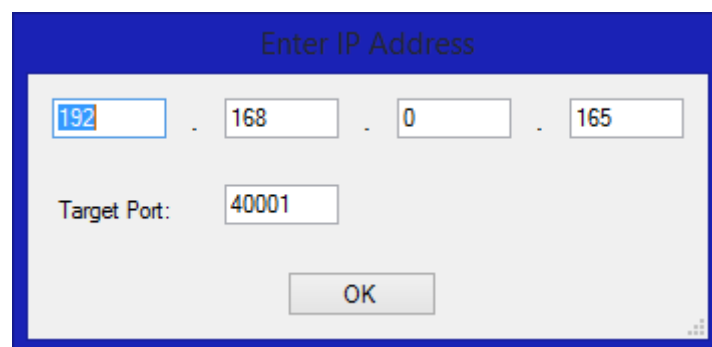 Enter IP Address
192 . 168 . 0 . 165
Target Port: 40001
OK